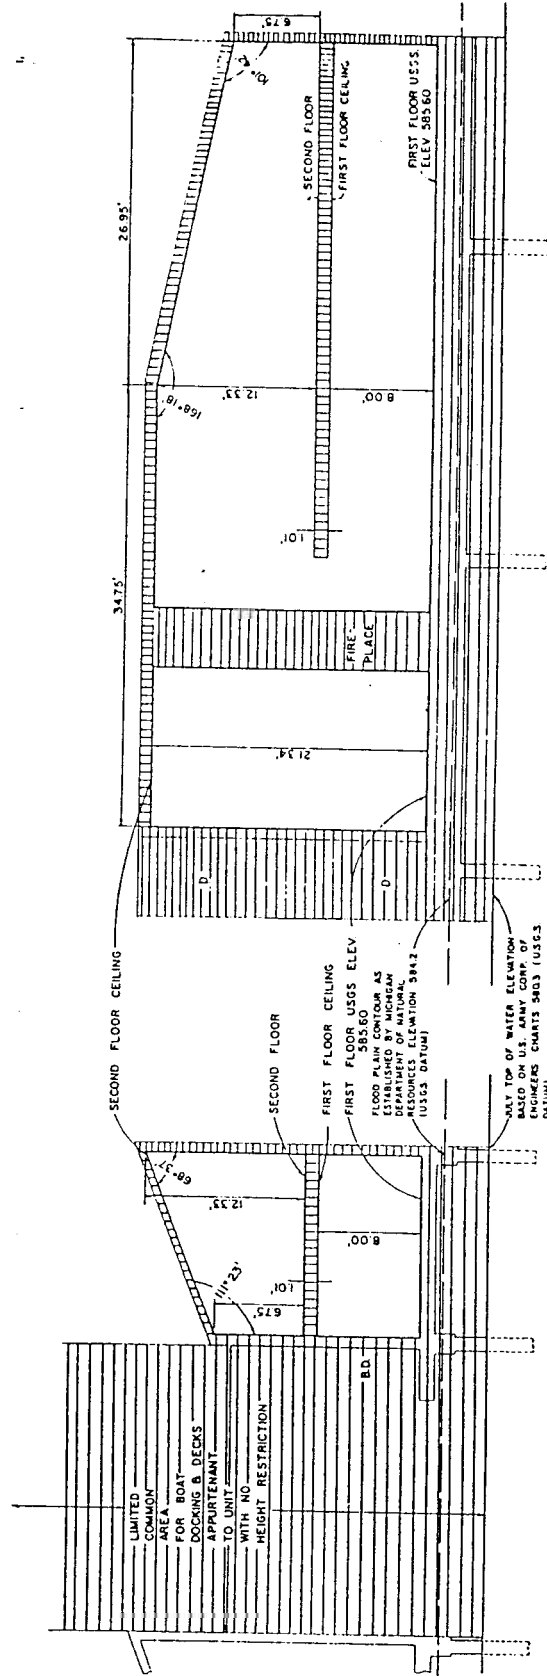 6.75'
101° 42'
26.95'
SECOND FLOOR
FIRST FLOOR CEILING
FIRST FLOOR U.S.G.S.
ELEV 585.60
168°18'
12.33'
8.00'
1.01'
34.75'
FIRE-
PLACE
21.34'
D
D
SECOND FLOOR CEILING
SECOND FLOOR
FIRST FLOOR CEILING
FIRST FLOOR USGS ELEV.
585.60
FLOOD PLAIN CONTOUR AS
ESTABLISHED BY MICHIGAN
DEPARTMENT OF NATURAL
RESOURCES ELEVATION 584.2
(U.S.G.S. DATUM)
JULY TOP OF WATER ELEVATION
BASED ON U.S. ARMY CORP. OF
ENGINEERS CHARTS 580.3 (U.S.G.S.
DATUM)
68°37'
12.33'
8.00'
111°23'
1.01'
6.75'
B.D.
LIMITED
COMMON
AREA
FOR BOAT
DOCKING & DECKS
APPURTENANT
TO UNIT
WITH NO
HEIGHT RESTRICTION